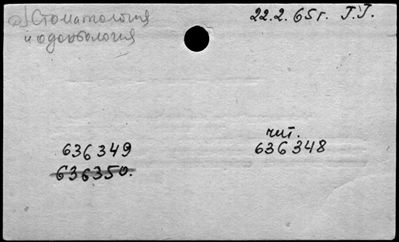 а) Стоматология
и одонтология
22.2.65г. J.J.
636349
636350.
чит.
636348